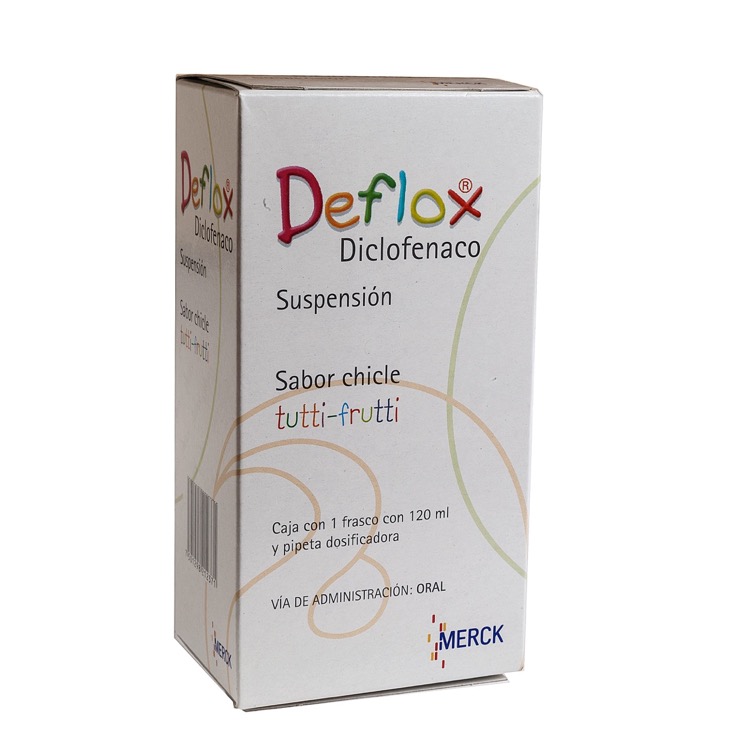 Deflox®
Diclofenaco
Suspensión
Sabor chicle
tutti-frutti
Caja con 1 frasco con 120 ml
y pipeta dosificadora
VÍA DE ADMINISTRACIÓN: ORAL
MERCK
Deflox
Diclofenaco
Suspensión
Sabor chicle
tutti-frutti
MERCK